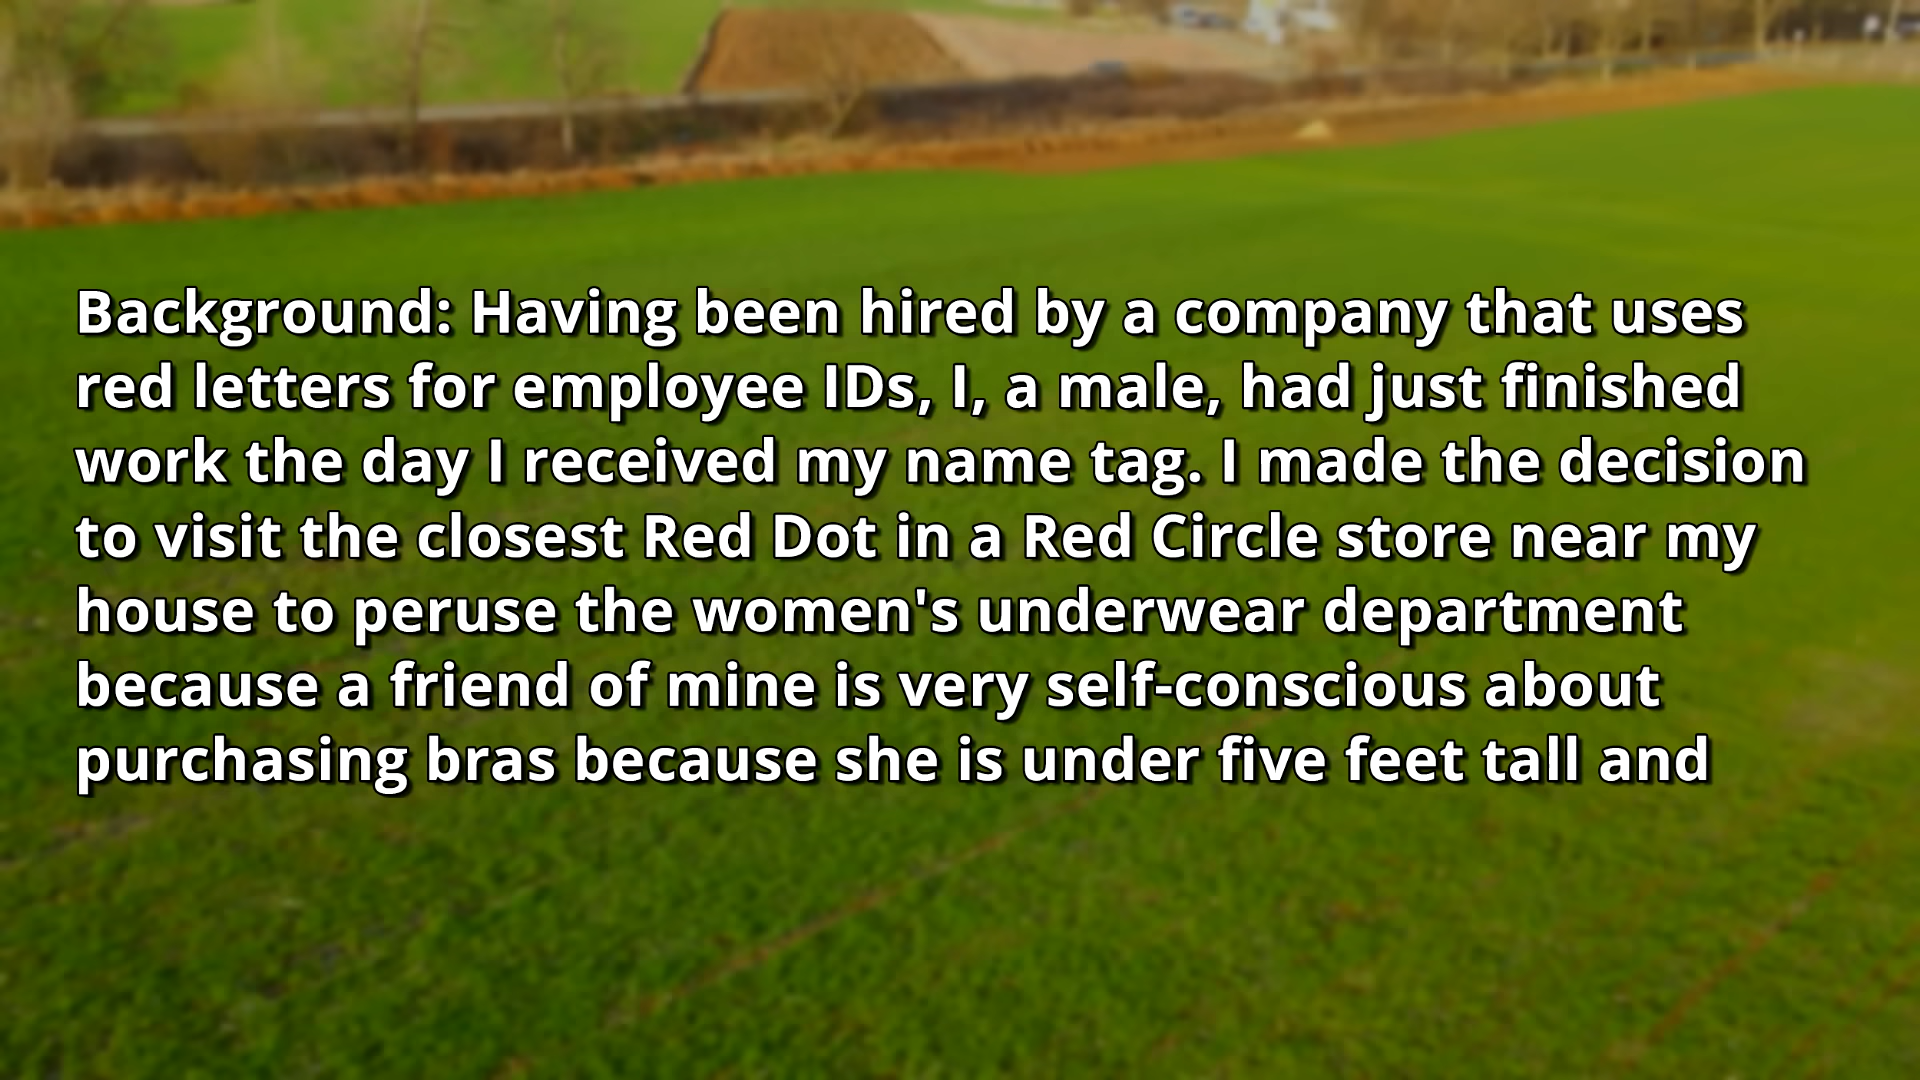 Background: Having been hired by a company that uses
red letters for employee IDs, I, a male, had just finished
work the day I received my name tag. I made the decision
to visit the closest Red Dot in a Red Circle store near my
house to peruse the women's underwear department
because a friend of mine is very self-conscious about
purchasing bras because she is under five feet tall and